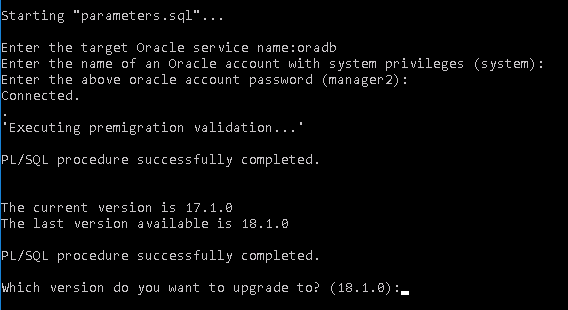 Starting "parameters.sql"...
Enter the target Oracle service name:oradb
Enter the name of an Oracle account with system privileges (system):
Enter the above oracle account password (manager2):
Connected.
.
'Executing premigration validation...'
PL/SQL procedure successfully completed.
The current version is 17.1.0
The last version available is 18.1.0
PL/SQL procedure successfully completed.
Which version do you want to upgrade to? (18.1.0):